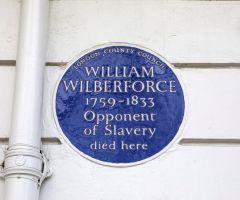 LONDON COUNTY COUNCIL
WILLIAM
WILBERFORCE
1759-1833
Opponent
of Slavery
died here